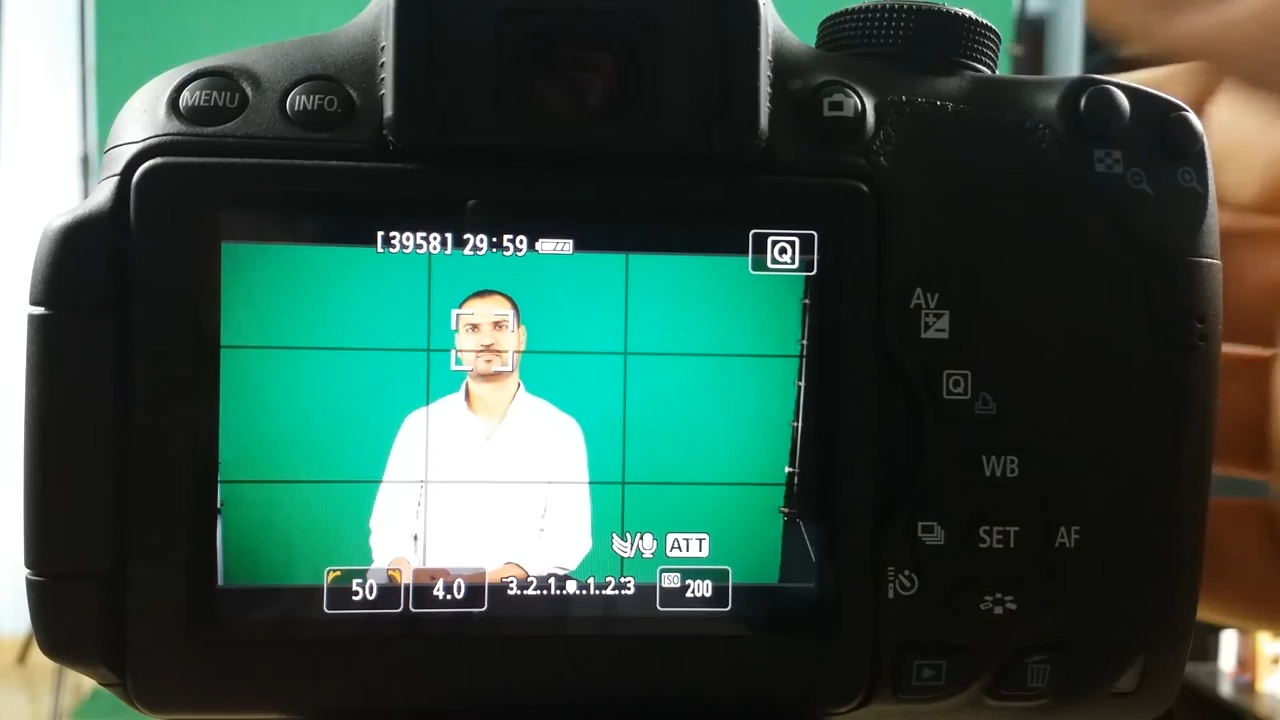 MENU INFO.
[3958] 29:59
Q
Av
Q
WB
ATT
SET AF
50 4.0 3..2..1..0..1..2..3 ISO 200